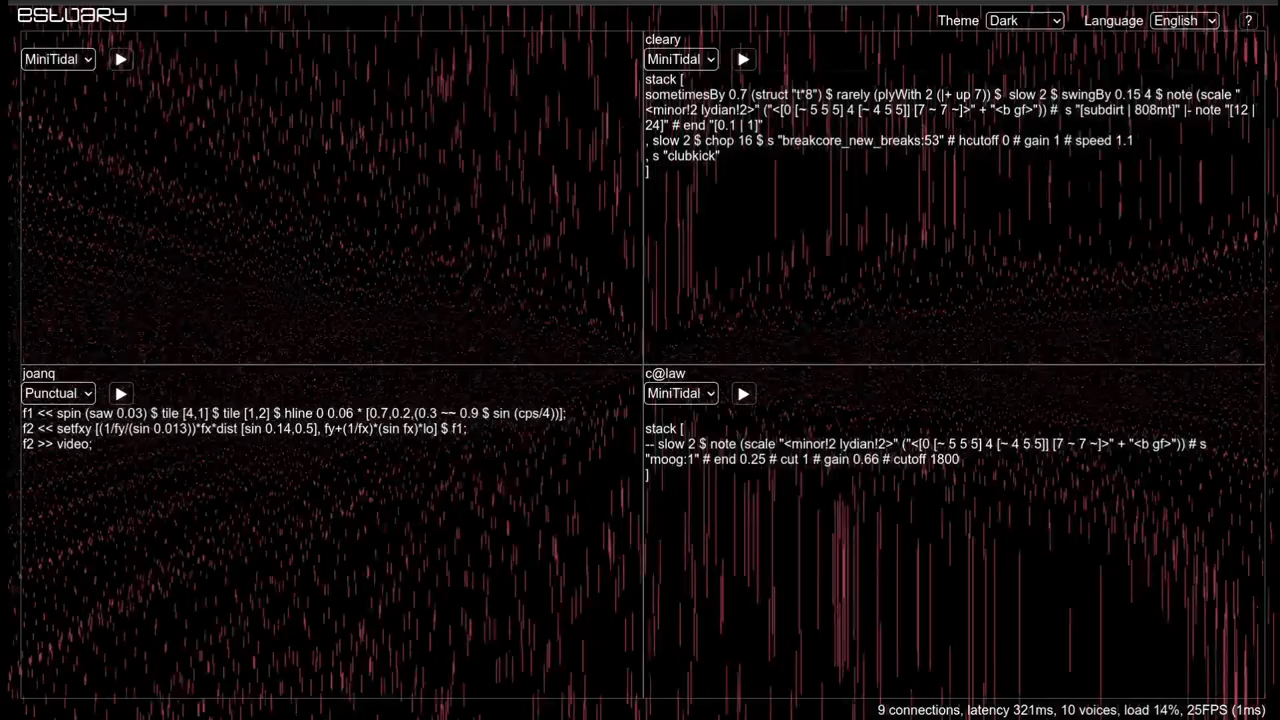 estuary
Theme Dark Language English ?
MiniTidal
cleary
MiniTidal
stack [
sometimesBy 0.7 (struct "t*8") $ rarely (plyWith 2 (|+ up 7)) $  slow 2 $ swingBy 0.15 4 $ note (scale "
<minor!2 lydian!2>" ("<[0 [~ 5 5 5] 4 [~ 4 5 5]] [7 ~ 7 ~]>" + "<b gf>")) #  s "[subdirt | 808mt]" |- note "[12 |
24]" # end "[0.1 | 1]"
, slow 2 $ chop 16 $ s "breakcore_new_breaks:53" # hcutoff 0 # gain 1 # speed 1.1
, s "clubkick"
]
joanq
Punctual
f1 << spin (saw 0.03) $ tile [4,1] $ tile [1,2] $ hline 0 0.06 * [0.7,0.2,(0.3 ~~ 0.9 $ sin (cps/4))];
f2 << setfxy [(1/fy/(sin 0.013))*fx*dist [sin 0.14,0.5], fy+(1/fx)*(sin fx)*lo] $ f1;
f2 >> video;
c@law
MiniTidal
stack [
-- slow 2 $ note (scale "<minor!2 lydian!2>" ("<[0 [~ 5 5 5] 4 [~ 4 5 5]] [7 ~ 7 ~]>" + "<b gf>")) # s
"moog:1" # end 0.25 # cut 1 # gain 0.66 # cutoff 1800
]
9 connections, latency 321ms, 10 voices, load 14%, 25FPS (1ms)